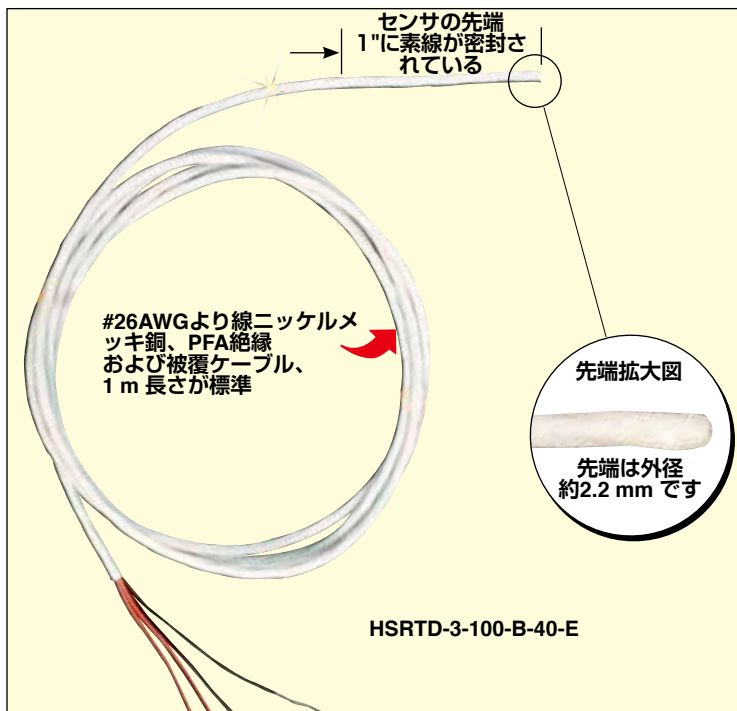 センサの先端
1"に素線が密封さ
れている
#26AWGより線ニッケルメ
ッキ銅、PFA絶縁
および被覆ケーブル、
1 m 長さが標準
先端拡大図
先端は外径
約2.2 mm です
HSRTD-3-100-B-40-E